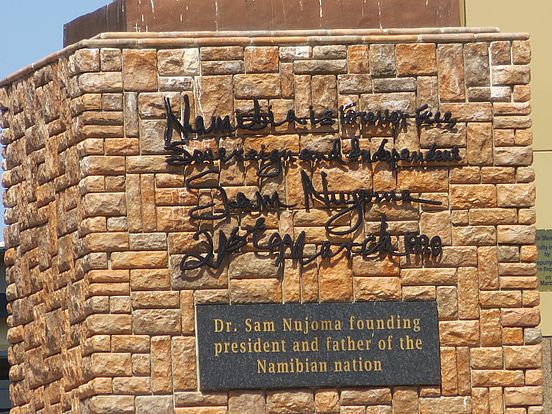 Namibia is forever free
Sovereign and Independent
Sam Nujoma
21st March 1990
Dr. Sam Nujoma founding
president and father of the
Namibian nation